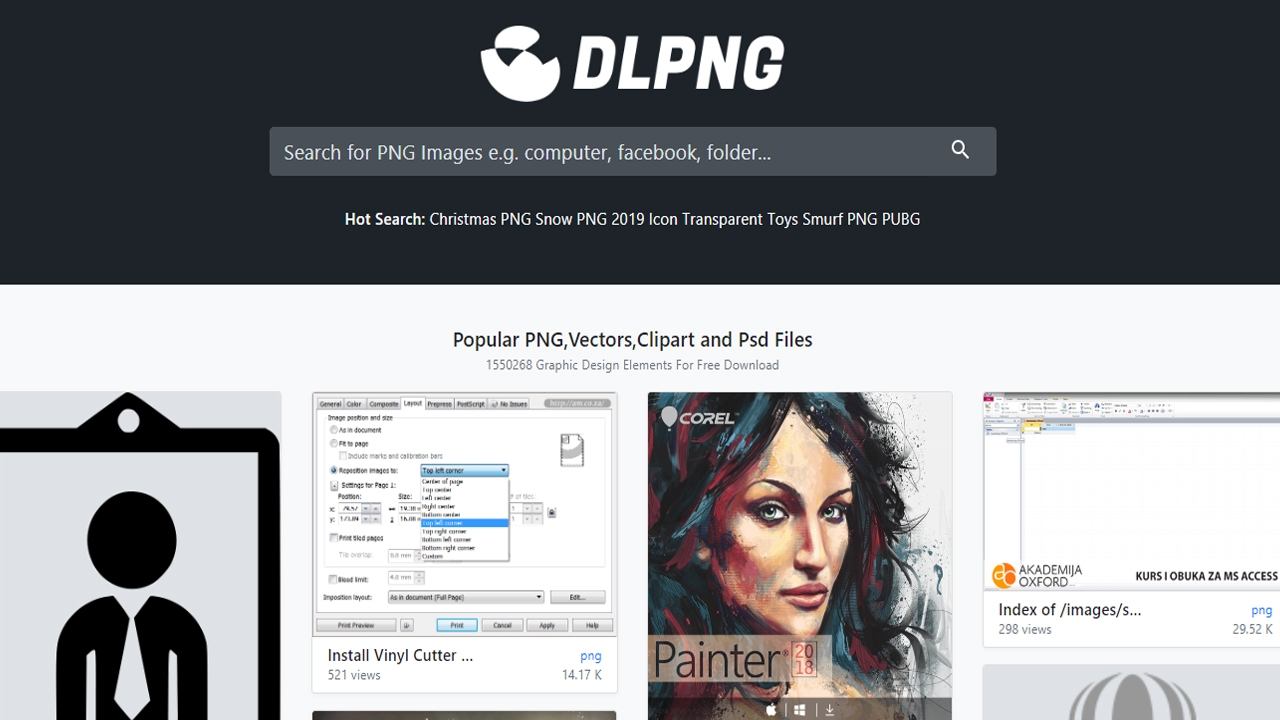 DLPNG
Search for PNG Images e.g. computer, facebook, folder...
Hot Search: Christmas PNG Snow PNG 2019 Icon Transparent Toys Smurf PNG PUBG
Popular PNG,Vectors,Clipart and Psd Files
1550268 Graphic Design Elements For Free Download
General Color Composite Layout Prepress PostScript No Issues
Image position and size
As in document
Fit to page
Include marks and calibration bars
Reposition images to: Top left corner
Settings for Page 1:
Center of page
Top center
Left center
Right center
Bottom center
Top left corner
Top right corner
Bottom left corner
Bottom right corner
Custom
Position: Size:
x:
y:
Print tiled pages
Tile overlap:
Bleed limit:
Imposition layout: As in document (Full Page) Edit...
Print Preview Print Cancel Apply Help
Install Vinyl Cutter ... png
521 views 14.17 K
COREL
Painter 2018
AKADEMIJA
OXFORD
KURS I OBUKA ZA MS ACCESS
Index of /images/s... png
298 views 29.52 K